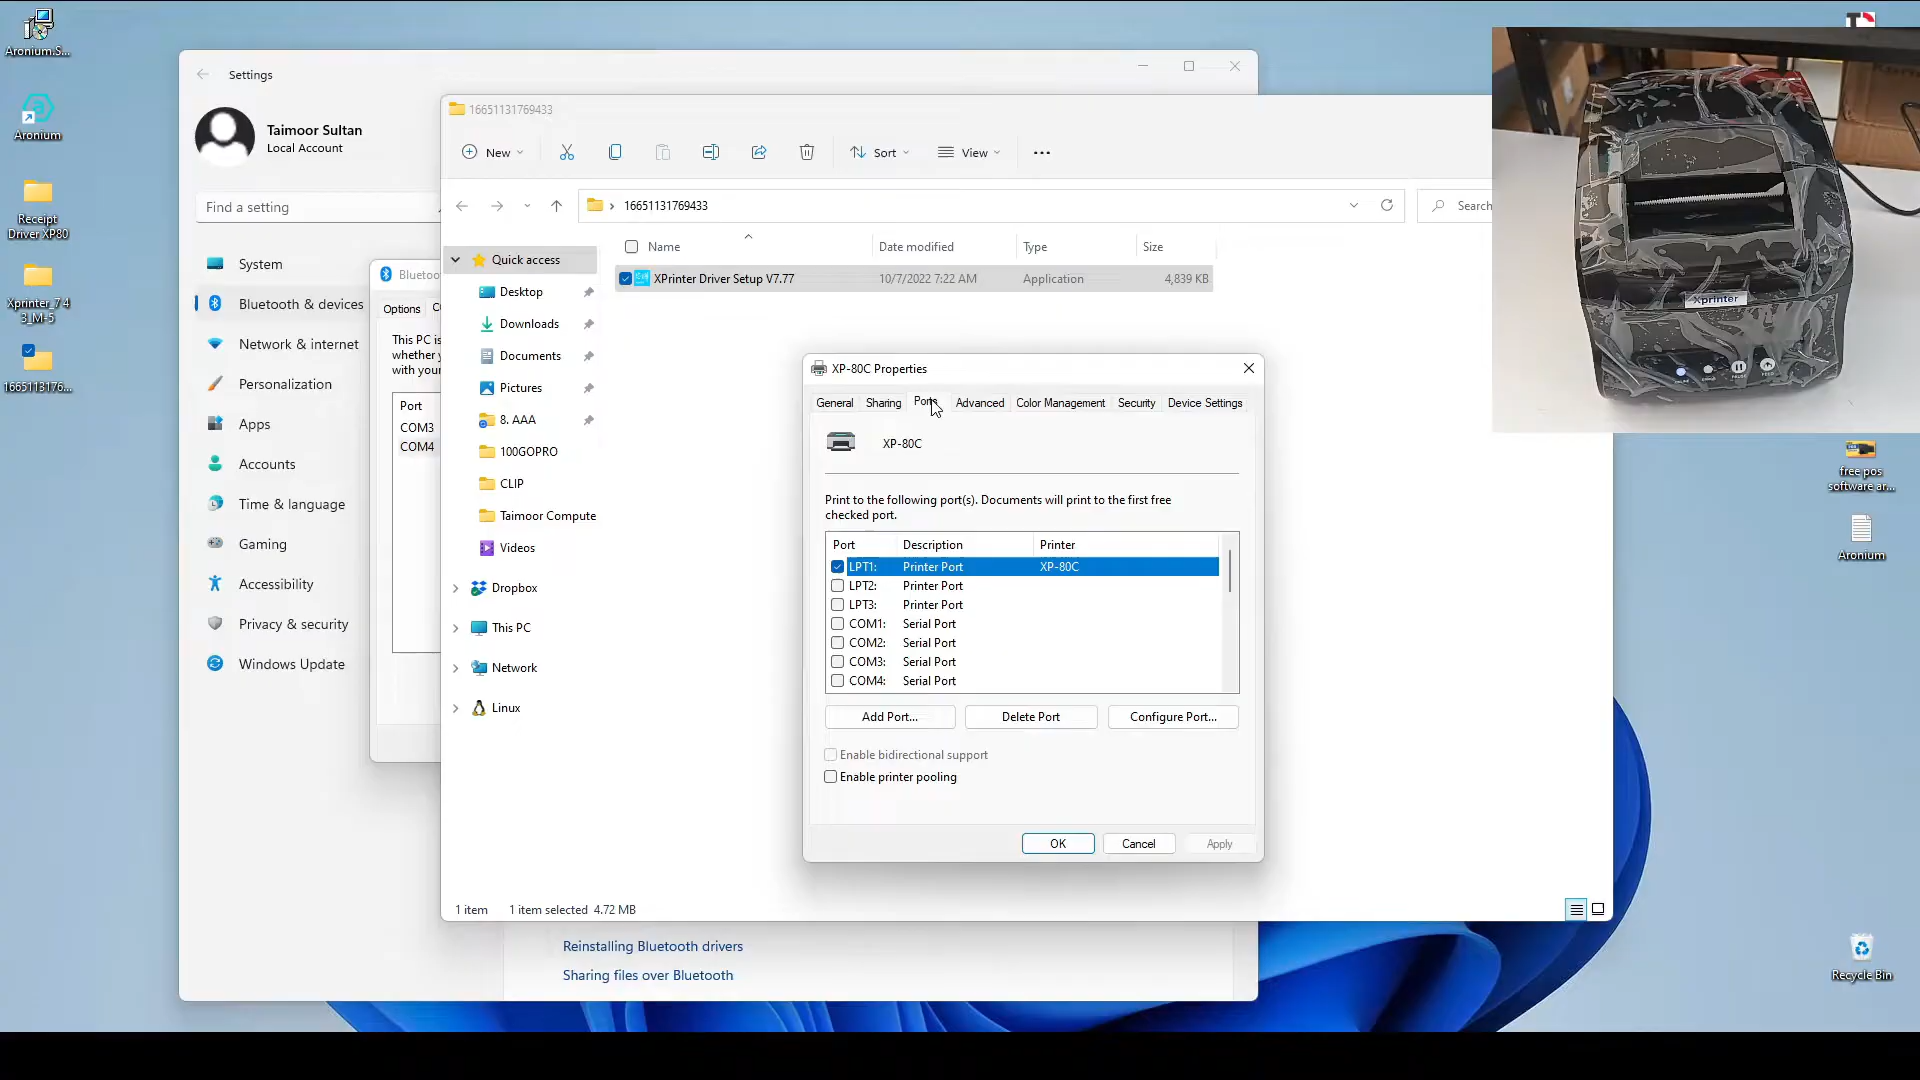 Aronium.S...
Aronium
Receipt
Driver XP80
Xprinter_7 4
3_M-5
1665113176...
Settings
Taimoor Sultan
Local Account
Find a setting
System
Bluetooth & devices
Network & internet
Personalization
Apps
Accounts
Time & language
Gaming
Accessibility
Privacy & security
Windows Update
Options
This PC is
whether y
with your
Port
COM3
COM4
Reinstalling Bluetooth drivers
Sharing files over Bluetooth
16651131769433
New
Sort
View
16651131769433
Search
Name
Date modified
Type
Size
XPrinter Driver Setup V7.77
10/7/2022 7:22 AM
Application
4,839 KB
Quick access
Desktop
Downloads
Documents
Pictures
8. AAA
100GOPRO
CLIP
Taimoor Compute
Videos
Dropbox
This PC
Network
Linux
1 item
1 item selected 4.72 MB
XP-80C Properties
General
Sharing
Ports
Advanced
Color Management
Security
Device Settings
XP-80C
Print to the following port(s). Documents will print to the first free
checked port.
Port
Description
Printer
LPT1: Printer Port XP-80C
LPT2: Printer Port
LPT3: Printer Port
COM1: Serial Port
COM2: Serial Port
COM3: Serial Port
COM4: Serial Port
Add Port...
Delete Port
Configure Port...
Enable bidirectional support
Enable printer pooling
OK
Cancel
Apply
Xprinter
free pos
software ar...
Aronium
Recycle Bin